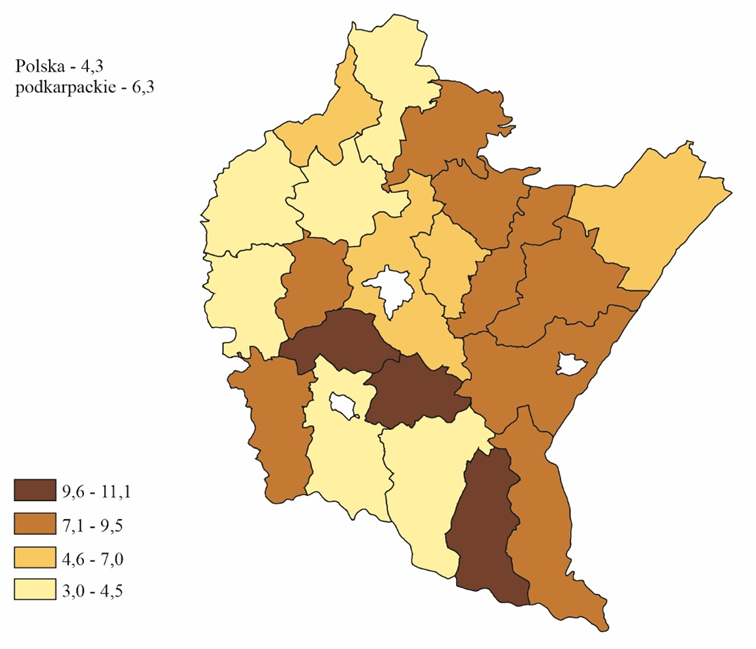 Polska - 4,3
podkarpackie - 6,3
9,6 - 11,1
7,1 - 9,5
4,6 - 7,0
3,0 - 4,5